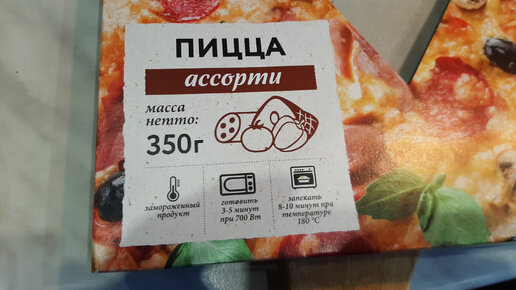 ПИЦЦА
ассорти
масса
нетто:
350г
замороженный
продукт
готовить
3-5 минут
при 700 Вт
запекать
8-10 минут при
температуре
180 °C